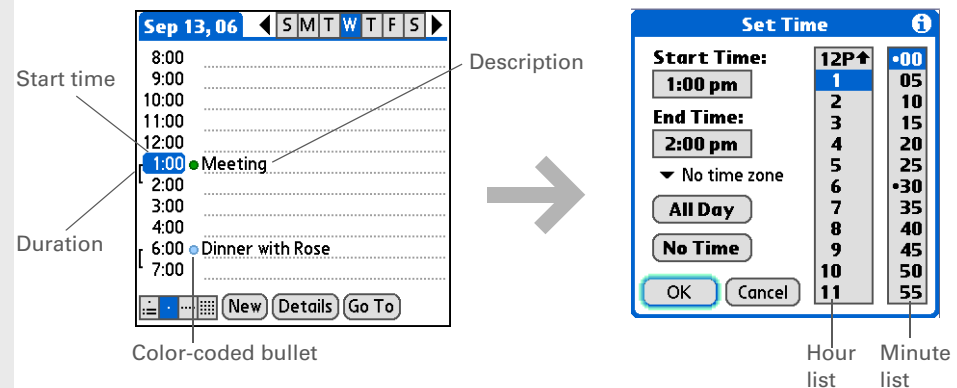 Sep 13, 06 S M T W T F S
8:00
9:00
10:00
11:00
12:00
1:00 Meeting
2:00
3:00
4:00
6:00 Dinner with Rose
7:00
New Details Go To
Start time
Duration
Description
Color-coded bullet
Set Time i
Start Time:
1:00 pm
End Time:
2:00 pm
No time zone
All Day
No Time
OK Cancel
12P
1
2
3
4
5
6
7
8
9
10
11
•00
05
10
15
20
25
•30
35
40
45
50
55
Hour
list
Minute
list